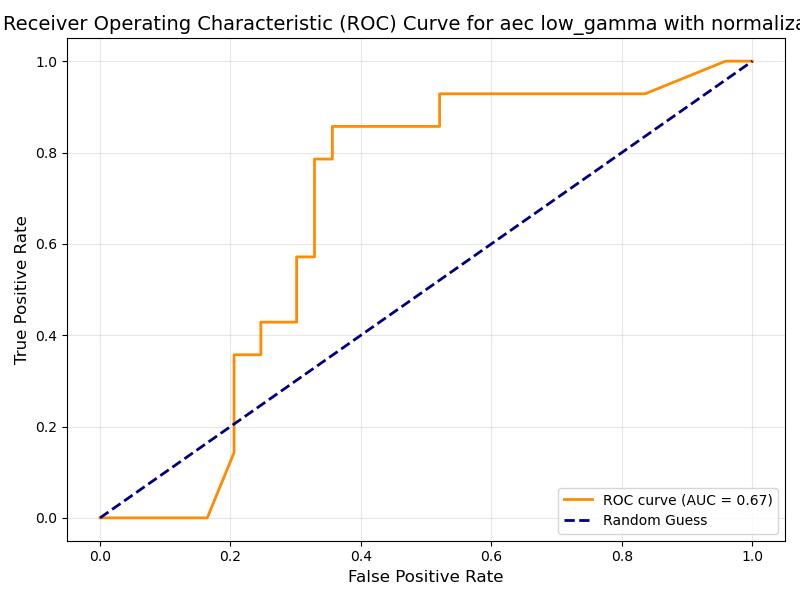 Receiver Operating Characteristic (ROC) Curve for aec low_gamma with
1.0
0.8
0.6
0.4
0.2
0.0
True Positive Rate
0.0 0.2 0.4 0.6 0.8 1.0
False Positive Rate
ROC curve (AUC = 0.67)
Random Guess